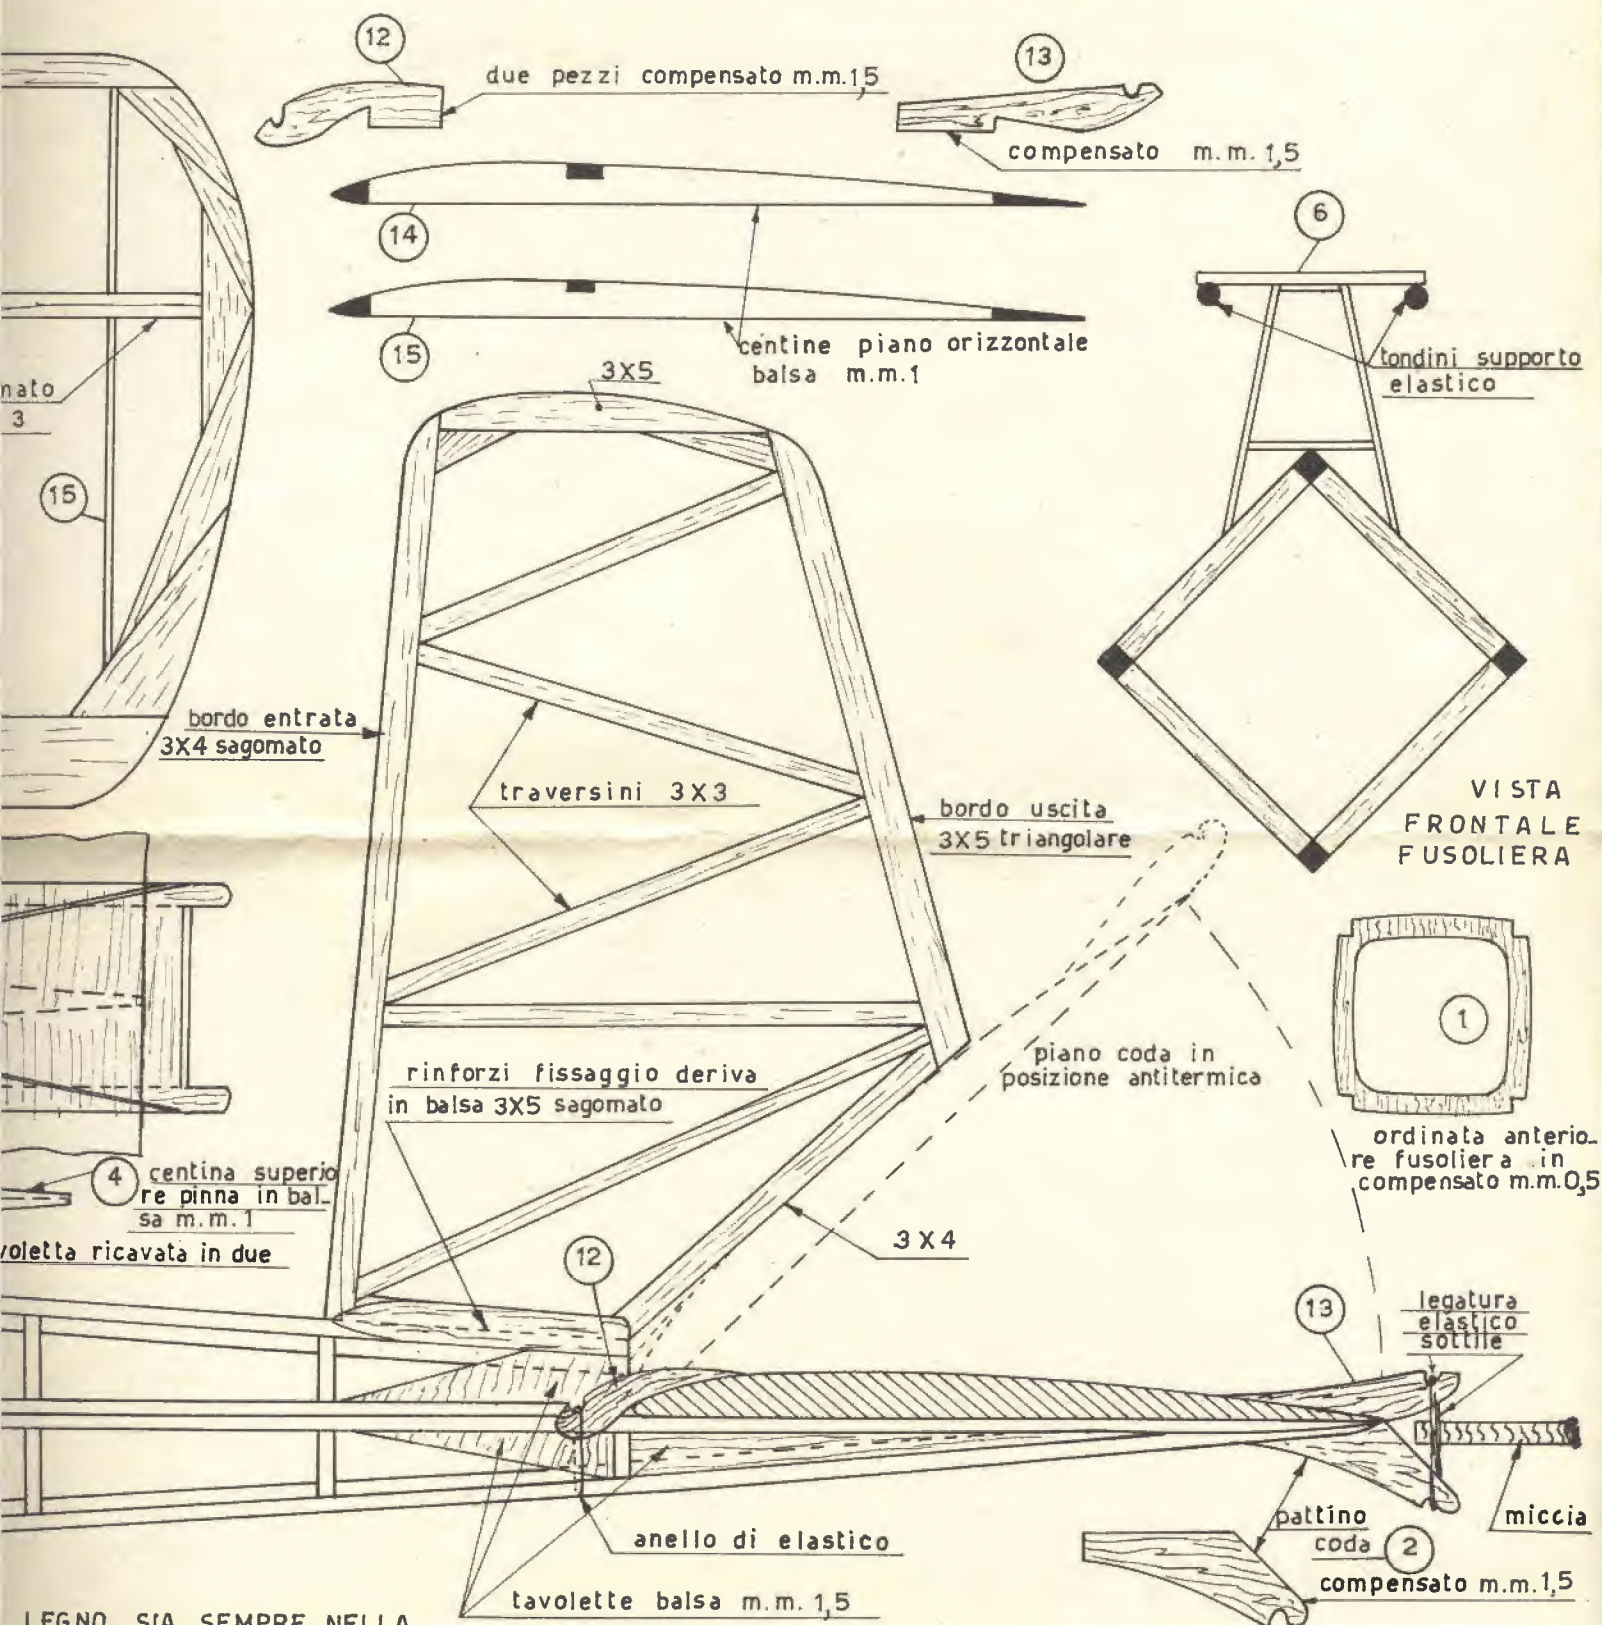 12
due pezzi compensato m.m.1,5
13
compensato m.m. 1,5
14
6
15
centine piano orizzontale
balsa m.m.1
tondini supporto
elastico
3X5
nato
3
15
bordo entrata
3X4 sagomato
traversini 3X3
bordo uscita
3X5 triangolare
VISTA
FRONTALE
FUSOLIERA
1
piano coda in
posizione antitermica
rinforzi fissaggio deriva
in balsa 3X5 sagomato
ordinata anterio-
re fusoliera in
compensato m.m.0,5
4
centina superio
re pinna in bal-
sa m.m.1
voletta ricavata in due
3X4
12
13
legatura
elastico
sottile
anello di elastico
pattino
coda
2
miccia
compensato m.m.1,5
tavolette balsa m.m. 1,5
LEGNO SIA SEMPRE NELLA